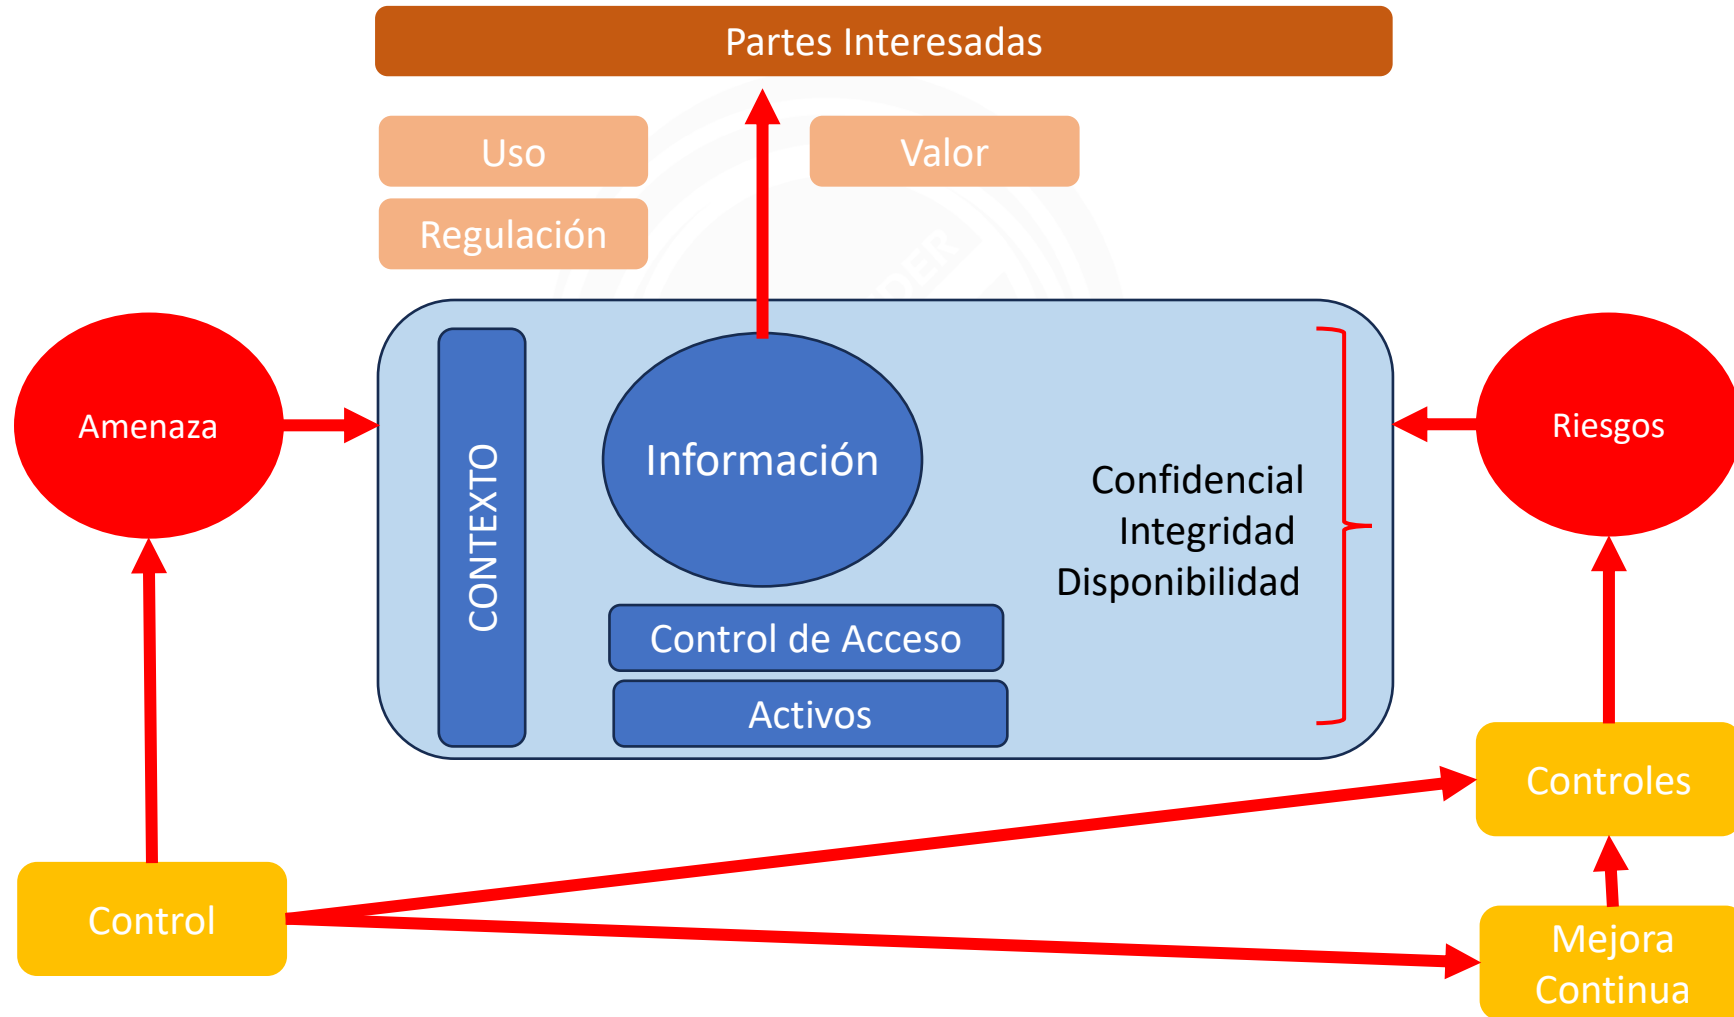 Partes Interesadas
Uso
Valor
Regulación
DER
Amenaza
CONTEXTO
Información
Riesgos
Confidencial
Integridad
Disponibilidad
Control de Acceso
Activos
Controles
Control
Mejora
Continua